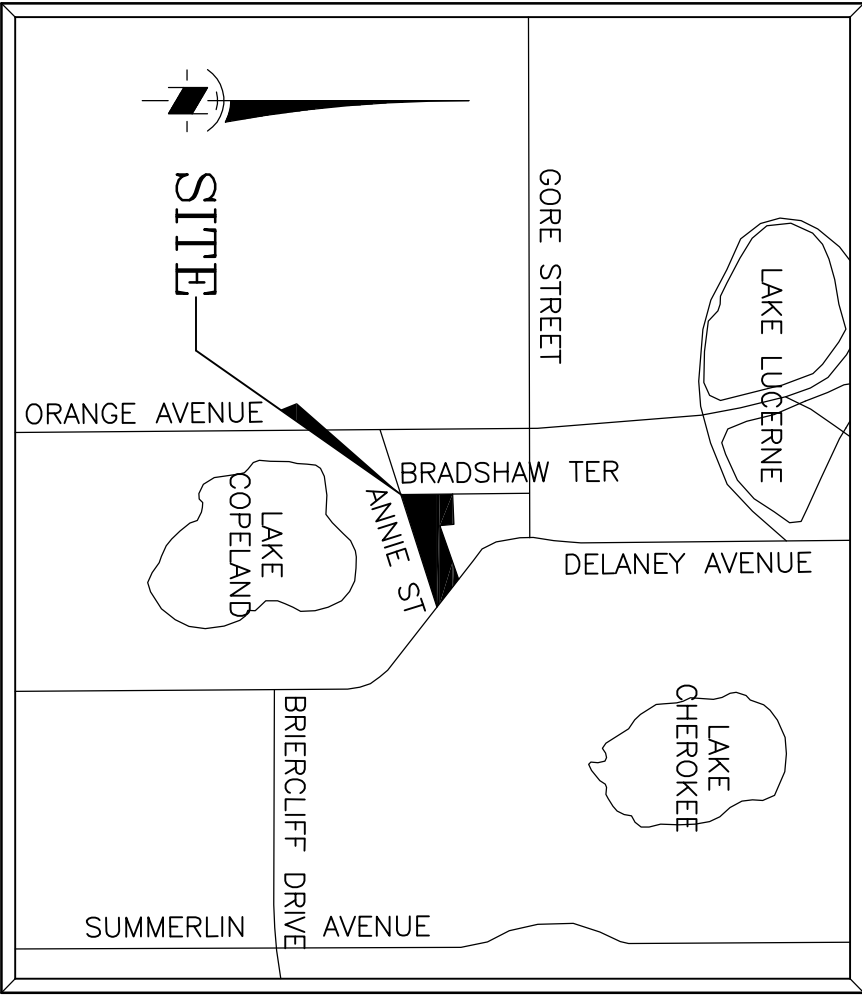 LAKE LUCERNE
GORE STREET
SITE
ORANGE AVENUE
BRADSHAW TER
ANNIE ST
LAKE
COPELAND
DELANEY AVENUE
LAKE
CHEROKEE
BRIERCLIFF DRIVE
SUMMERLIN AVENUE